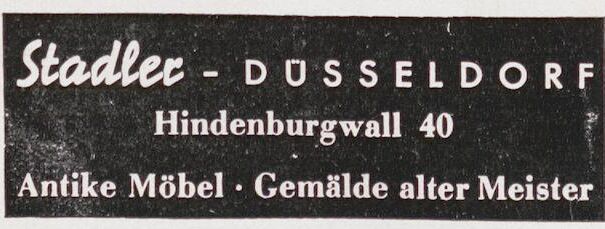 Stadler - DÜSSELDORF
Hindenburgwall 40
Antike Möbel · Gemälde alter Meister